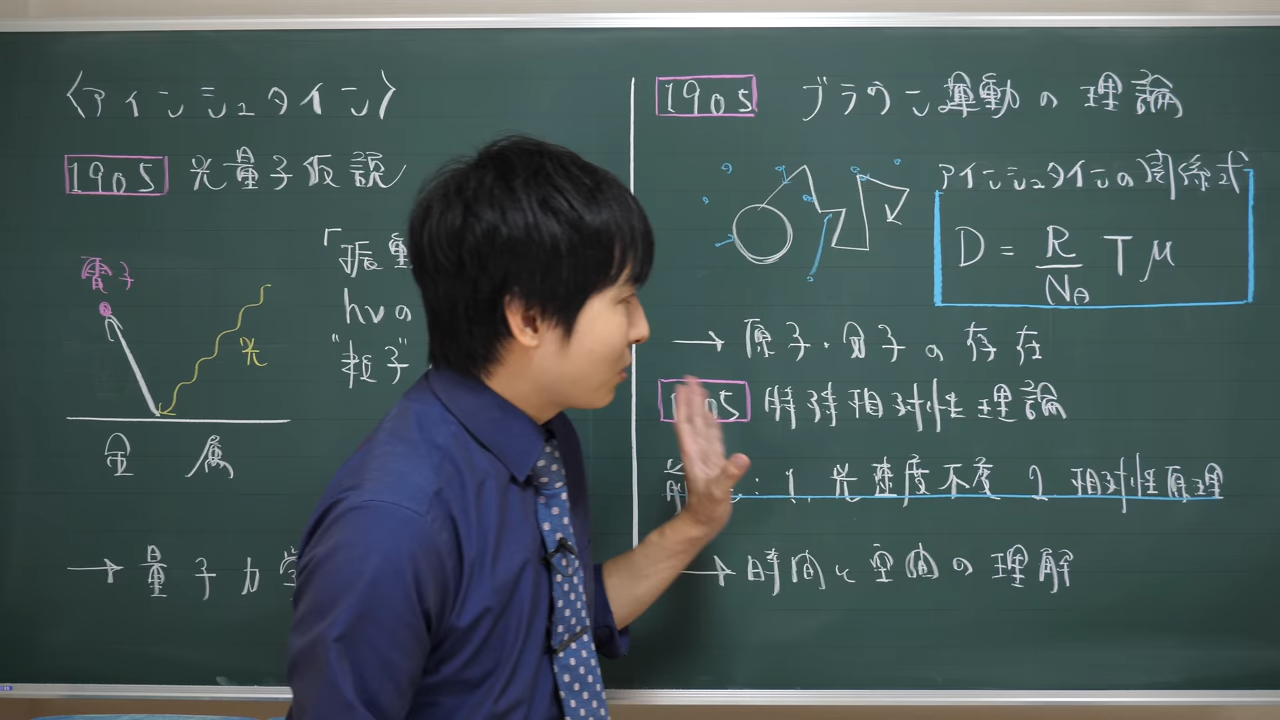 〈アインシュタイン〉
1905 光量子仮説
「振
hνの
"粒子"
電子
光
金属
→ 量子力学
1905 ブラウン運動の理論
アインシュタインの関係式
D = R/NA Tμ
→ 原子・分子の存在
1905 特殊相対性理論
1. 光速度不変 2 相対性原理
→ 時間と空間の理解